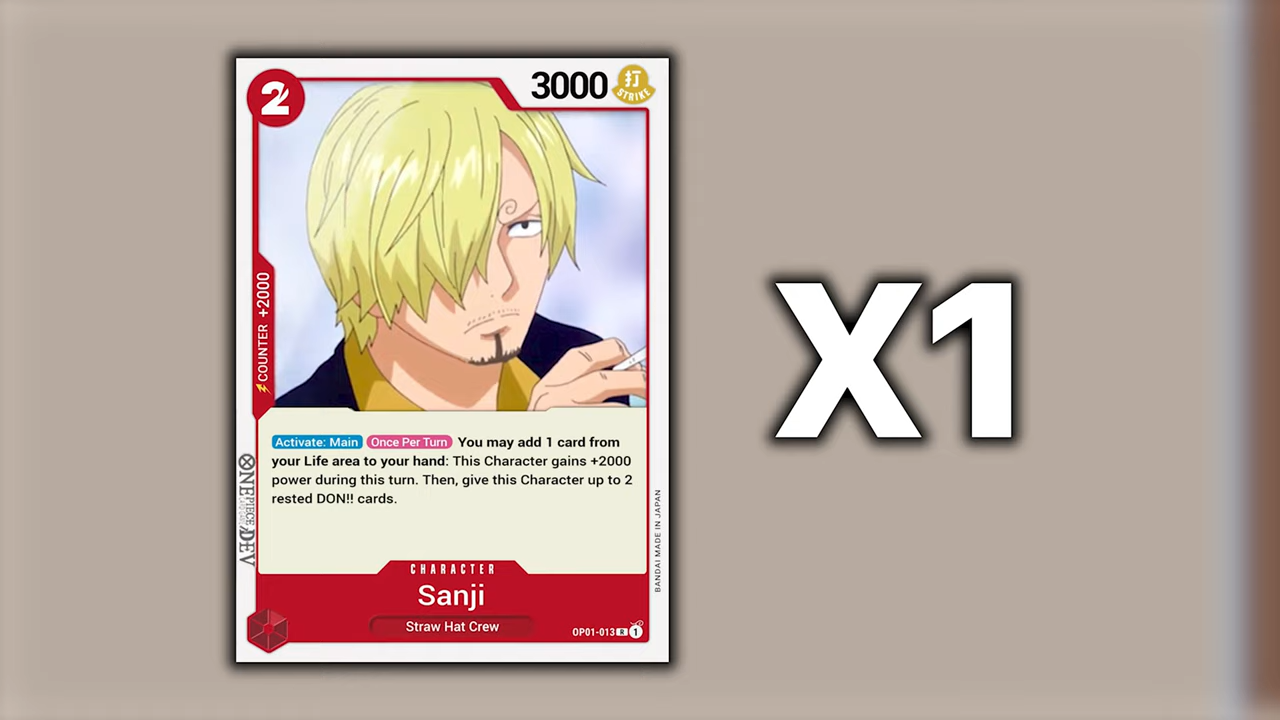 2
3000
打
STRIKE
COUNTER +2000
Activate: Main Once Per Turn You may add 1 card from
your Life area to your hand: This Character gains +2000
power during this turn. Then, give this Character up to 2
rested DON!! cards.
ONE PIECE
DEV
BANDAI MADE IN JAPAN
CHARACTER
Sanji
Straw Hat Crew
OP01-013 R 1
X1